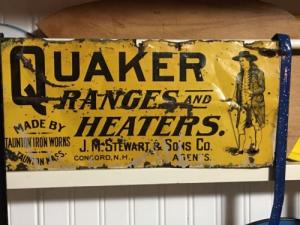 QUAKER
RANGES AND
HEATERS.
MADE BY
TAUNTON IRON WORKS
TAUNTON MASS.
J. M. STEWART & SONS CO.
CONCORD, N.H., AGENTS.